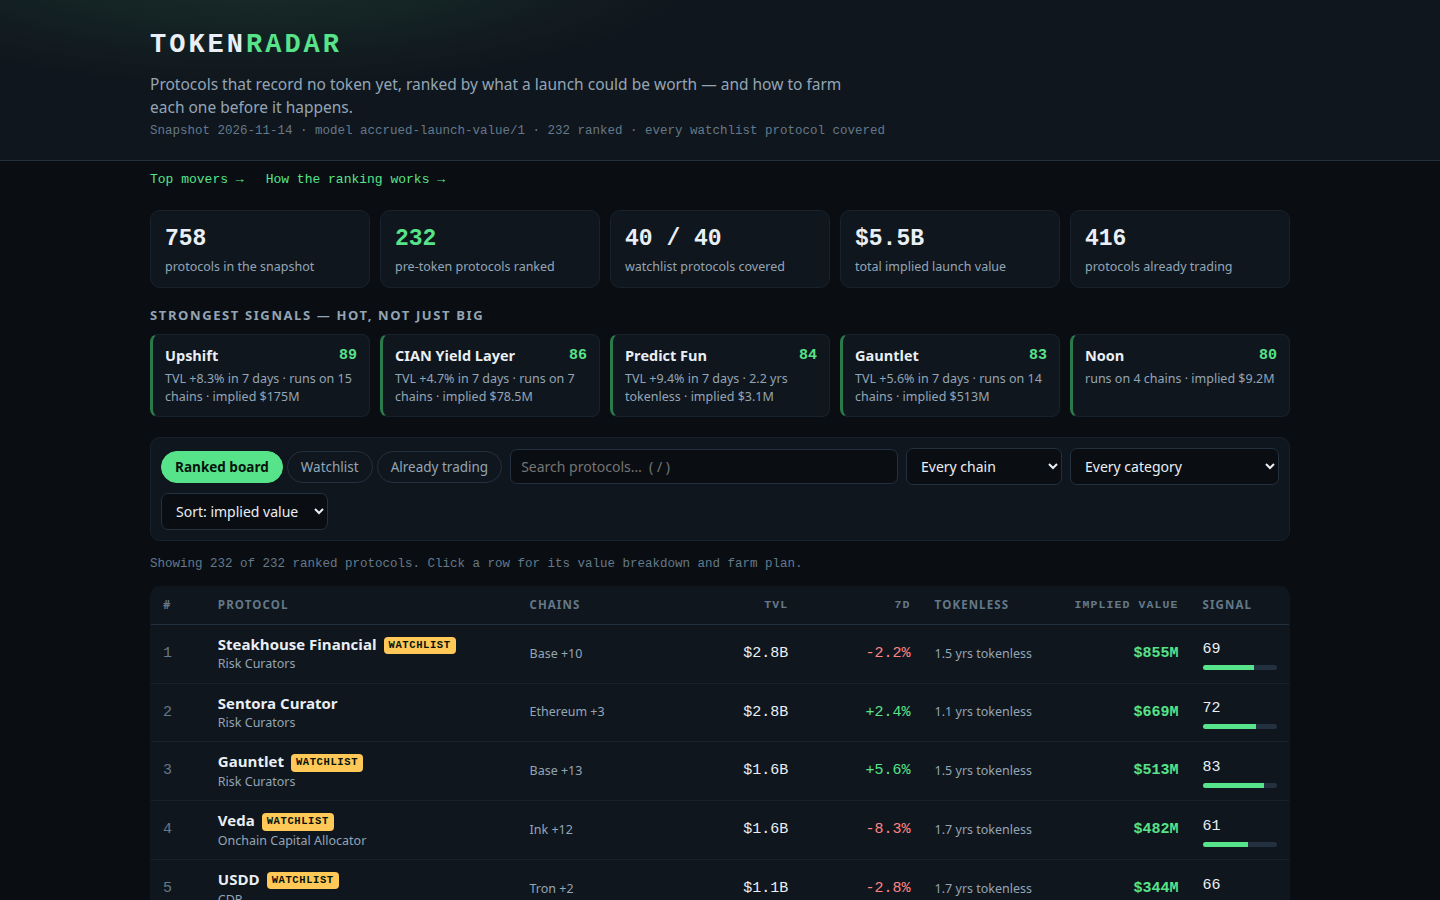 TOKENRADAR
Protocols that record no token yet, ranked by what a launch could be worth — and how to farm
each one before it happens.
Snapshot 2026-11-14 · model accrued-launch-value/1 · 232 ranked · every watchlist protocol covered
Top movers → How the ranking works →
758
protocols in the snapshot
232
pre-token protocols ranked
40 / 40
watchlist protocols covered
$5.5B
total implied launch value
416
protocols already trading
STRONGEST SIGNALS — HOT, NOT JUST BIG
Upshift 89
TVL +8.3% in 7 days · runs on 15
chains · implied $175M
CIAN Yield Layer 86
TVL +4.7% in 7 days · runs on 7
chains · implied $78.5M
Predict Fun 84
TVL +9.4% in 7 days · 2.2 yrs
tokenless · implied $3.1M
Gauntlet 83
TVL +5.6% in 7 days · runs on 14
chains · implied $513M
Noon 80
runs on 4 chains · implied $9.2M
Ranked board Watchlist Already trading Search protocols… ( / ) Every chain Every category
Sort: implied value
Showing 232 of 232 ranked protocols. Click a row for its value breakdown and farm plan.
# PROTOCOL CHAINS TVL 7D TOKENLESS IMPLIED VALUE SIGNAL
1 Steakhouse Financial WATCHLIST Base +10 $2.8B -2.2% 1.5 yrs tokenless $855M 69
Risk Curators
2 Sentora Curator Ethereum +3 $2.8B +2.4% 1.1 yrs tokenless $669M 72
Risk Curators
3 Gauntlet WATCHLIST Base +13 $1.6B +5.6% 1.5 yrs tokenless $513M 83
Risk Curators
4 Veda WATCHLIST Ink +12 $1.6B -8.3% 1.7 yrs tokenless $482M 61
Onchain Capital Allocator
5 USDD WATCHLIST Tron +2 $1.1B -2.8% 1.7 yrs tokenless $344M 66
CDP